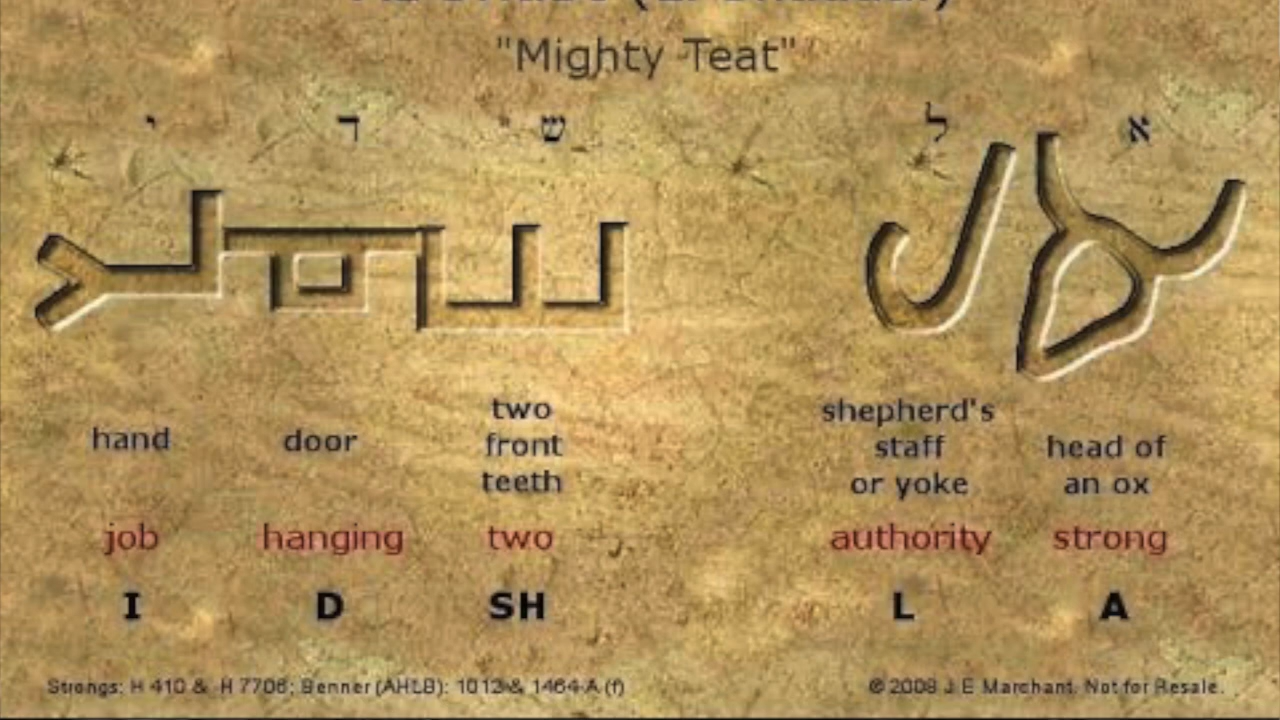 "Mighty Teat"
י ד ש ל א
hand door two front teeth shepherd's staff or yoke head of an ox
job hanging two authority strong
I D SH L A
Strongs: H 410 & H 7706; Benner (AHLB): 1012 & 1464-A (f) © 2008 J E Marchant. Not for Resale.